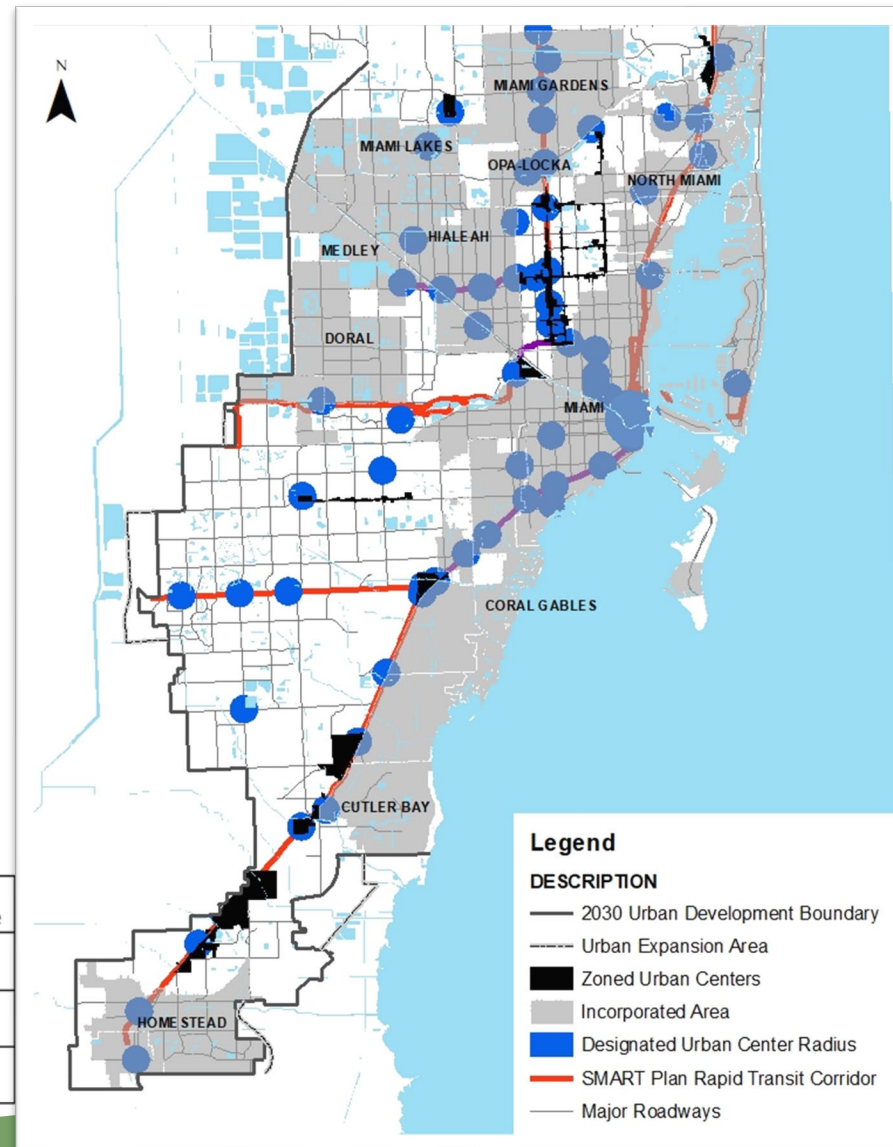 N
MIAMI GARDENS
MIAMI LAKES
OPA-LOCKA
NORTH MIAMI
HIALEAH
MEDLEY
DORAL
MIAMI
CORAL GABLES
CUTLER BAY
HOMESTEAD
Legend
DESCRIPTION
2030 Urban Development Boundary
Urban Expansion Area
Zoned Urban Centers
Incorporated Area
Designated Urban Center Radius
SMART Plan Rapid Transit Corridor
Major Roadways